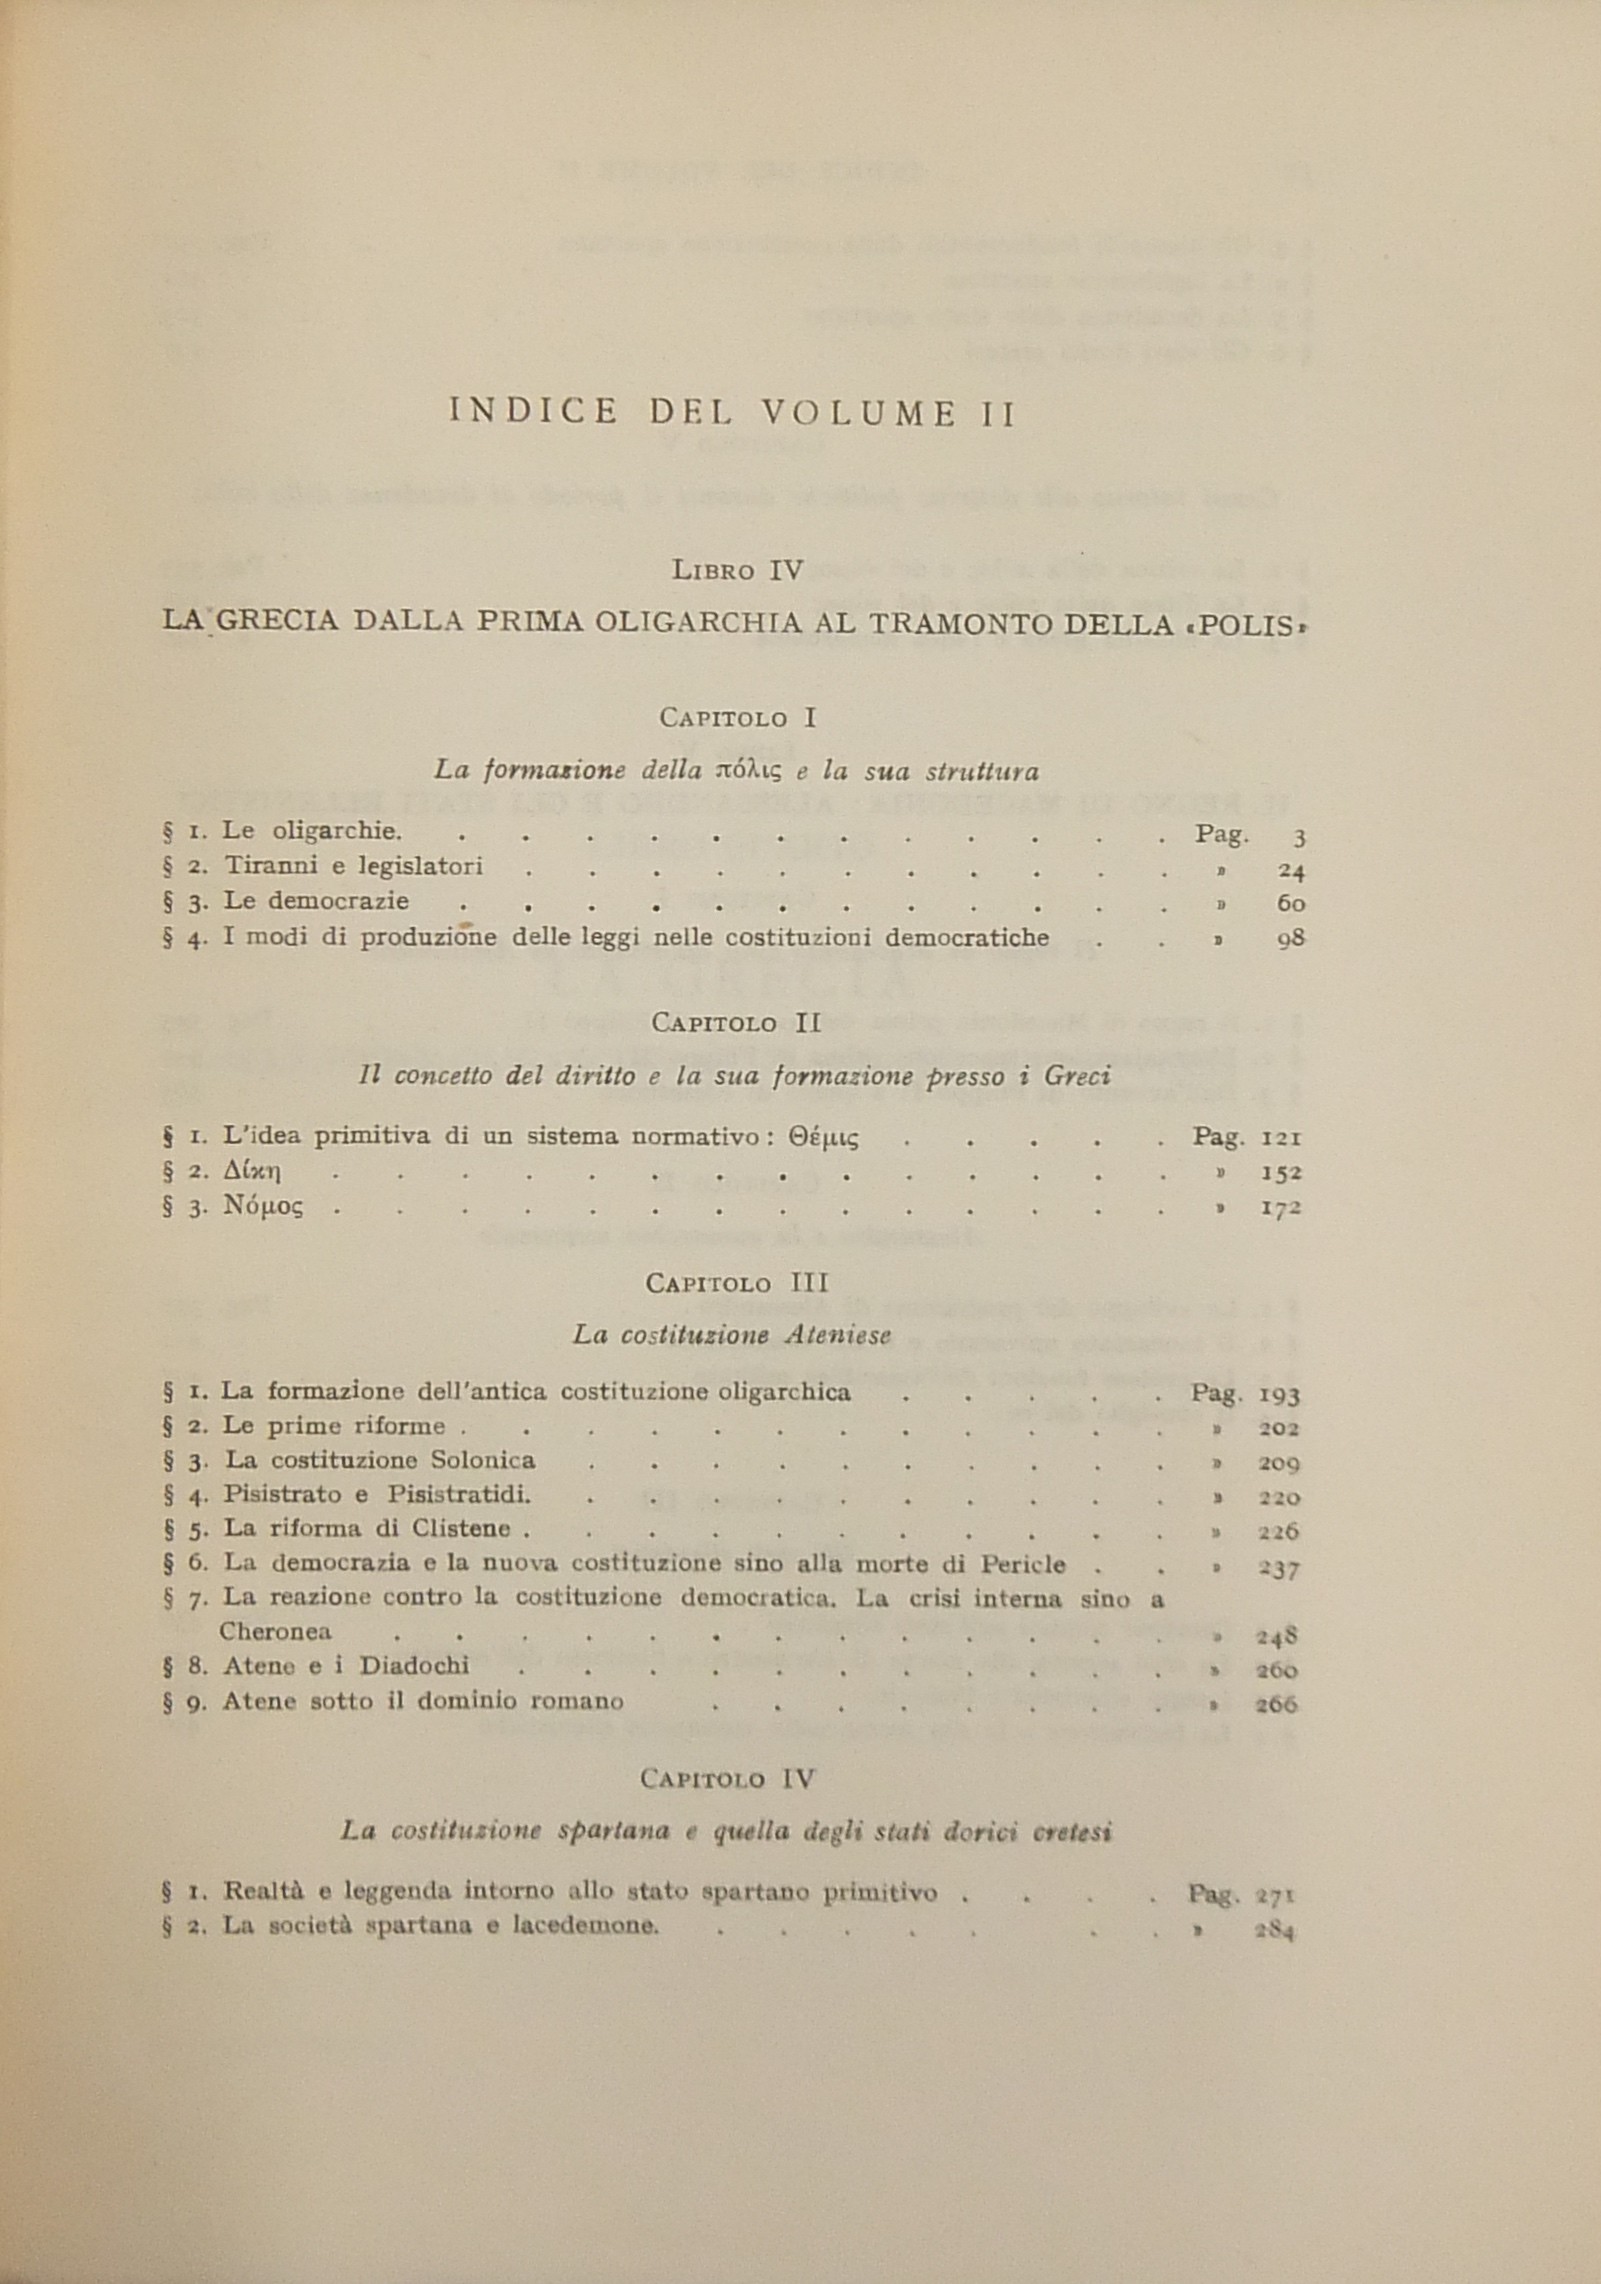 INDICE DEL VOLUME II
LIBRO IV
LA GRECIA DALLA PRIMA OLIGARCHIA AL TRAMONTO DELLA «POLIS»
CAPITOLO I
La formazione della πόλις e la sua struttura
§ 1. Le oligarchie. . . . . . . . . . . . . Pag. 3
§ 2. Tiranni e legislatori . . . . . . . . . . . » 24
§ 3. Le democrazie . . . . . . . . . . . . » 60
§ 4. I modi di produzione delle leggi nelle costituzioni democratiche . . » 98
CAPITOLO II
Il concetto del diritto e la sua formazione presso i Greci
§ 1. L'idea primitiva di un sistema normativo: Θέμις . . . . . Pag. 121
§ 2. Δίκη . . . . . . . . . . . . . . » 152
§ 3. Νόμος . . . . . . . . . . . . . . » 172
CAPITOLO III
La costituzione Ateniese
§ 1. La formazione dell'antica costituzione oligarchica . . . . . Pag. 193
§ 2. Le prime riforme . . . . . . . . . . . . » 202
§ 3. La costituzione Solonica . . . . . . . . . . » 209
§ 4. Pisistrato e Pisistratidi. . . . . . . . . . . » 220
§ 5. La riforma di Clistene . . . . . . . . . . . » 226
§ 6. La democrazia e la nuova costituzione sino alla morte di Pericle . . » 237
§ 7. La reazione contro la costituzione democratica. La crisi interna sino a
Cheronea . . . . . . . . . . . . . » 248
§ 8. Atene e i Diadochi . . . . . . . . . . . » 260
§ 9. Atene sotto il dominio romano . . . . . . . . » 266
CAPITOLO IV
La costituzione spartana e quella degli stati dorici cretesi
§ 1. Realtà e leggenda intorno allo stato spartano primitivo . . . . Pag. 271
§ 2. La società spartana e lacedemone. . . . . . . . » 284